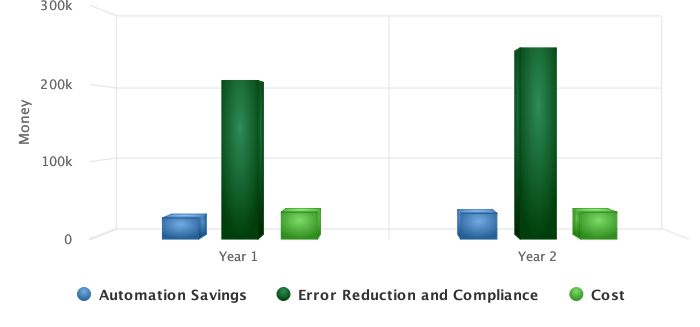 300k
200k
Money
100k
0
Year 1
Year 2
Automation Savings
Error Reduction and Compliance
Cost